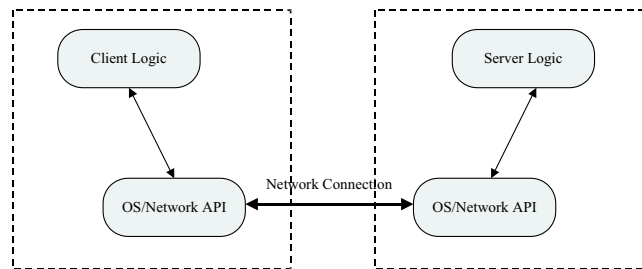 Client Logic
Server Logic
Network Connection
OS/Network API
OS/Network API